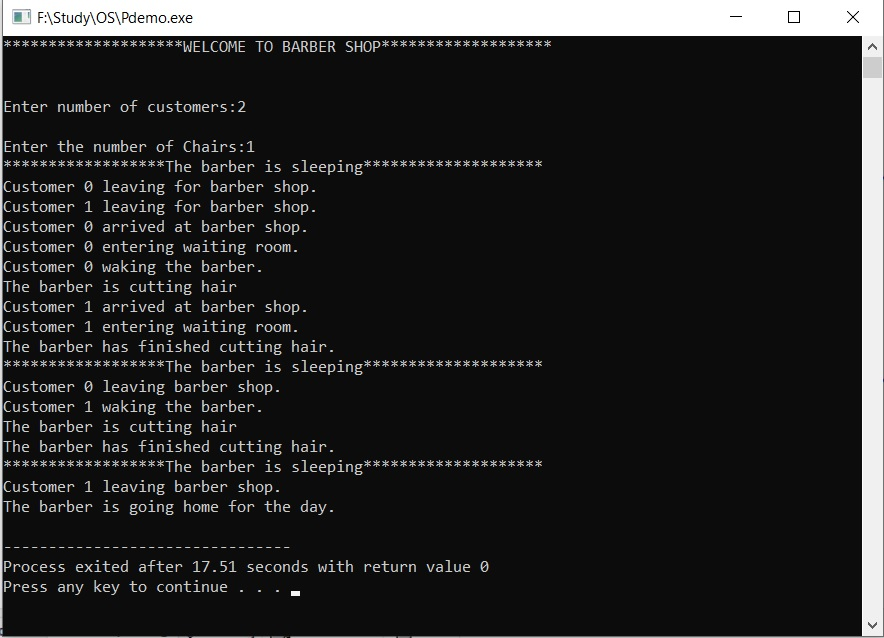 F:\Study\OS\Pdemo.exe
********************WELCOME TO BARBER SHOP*******************
Enter number of customers:2
Enter the number of Chairs:1
******************The barber is sleeping********************
Customer 0 leaving for barber shop.
Customer 1 leaving for barber shop.
Customer 0 arrived at barber shop.
Customer 0 entering waiting room.
Customer 0 waking the barber.
The barber is cutting hair
Customer 1 arrived at barber shop.
Customer 1 entering waiting room.
The barber has finished cutting hair.
******************The barber is sleeping********************
Customer 0 leaving barber shop.
Customer 1 waking the barber.
The barber is cutting hair
The barber has finished cutting hair.
******************The barber is sleeping********************
Customer 1 leaving barber shop.
The barber is going home for the day.
--------------------------------
Process exited after 17.51 seconds with return value 0
Press any key to continue . . .